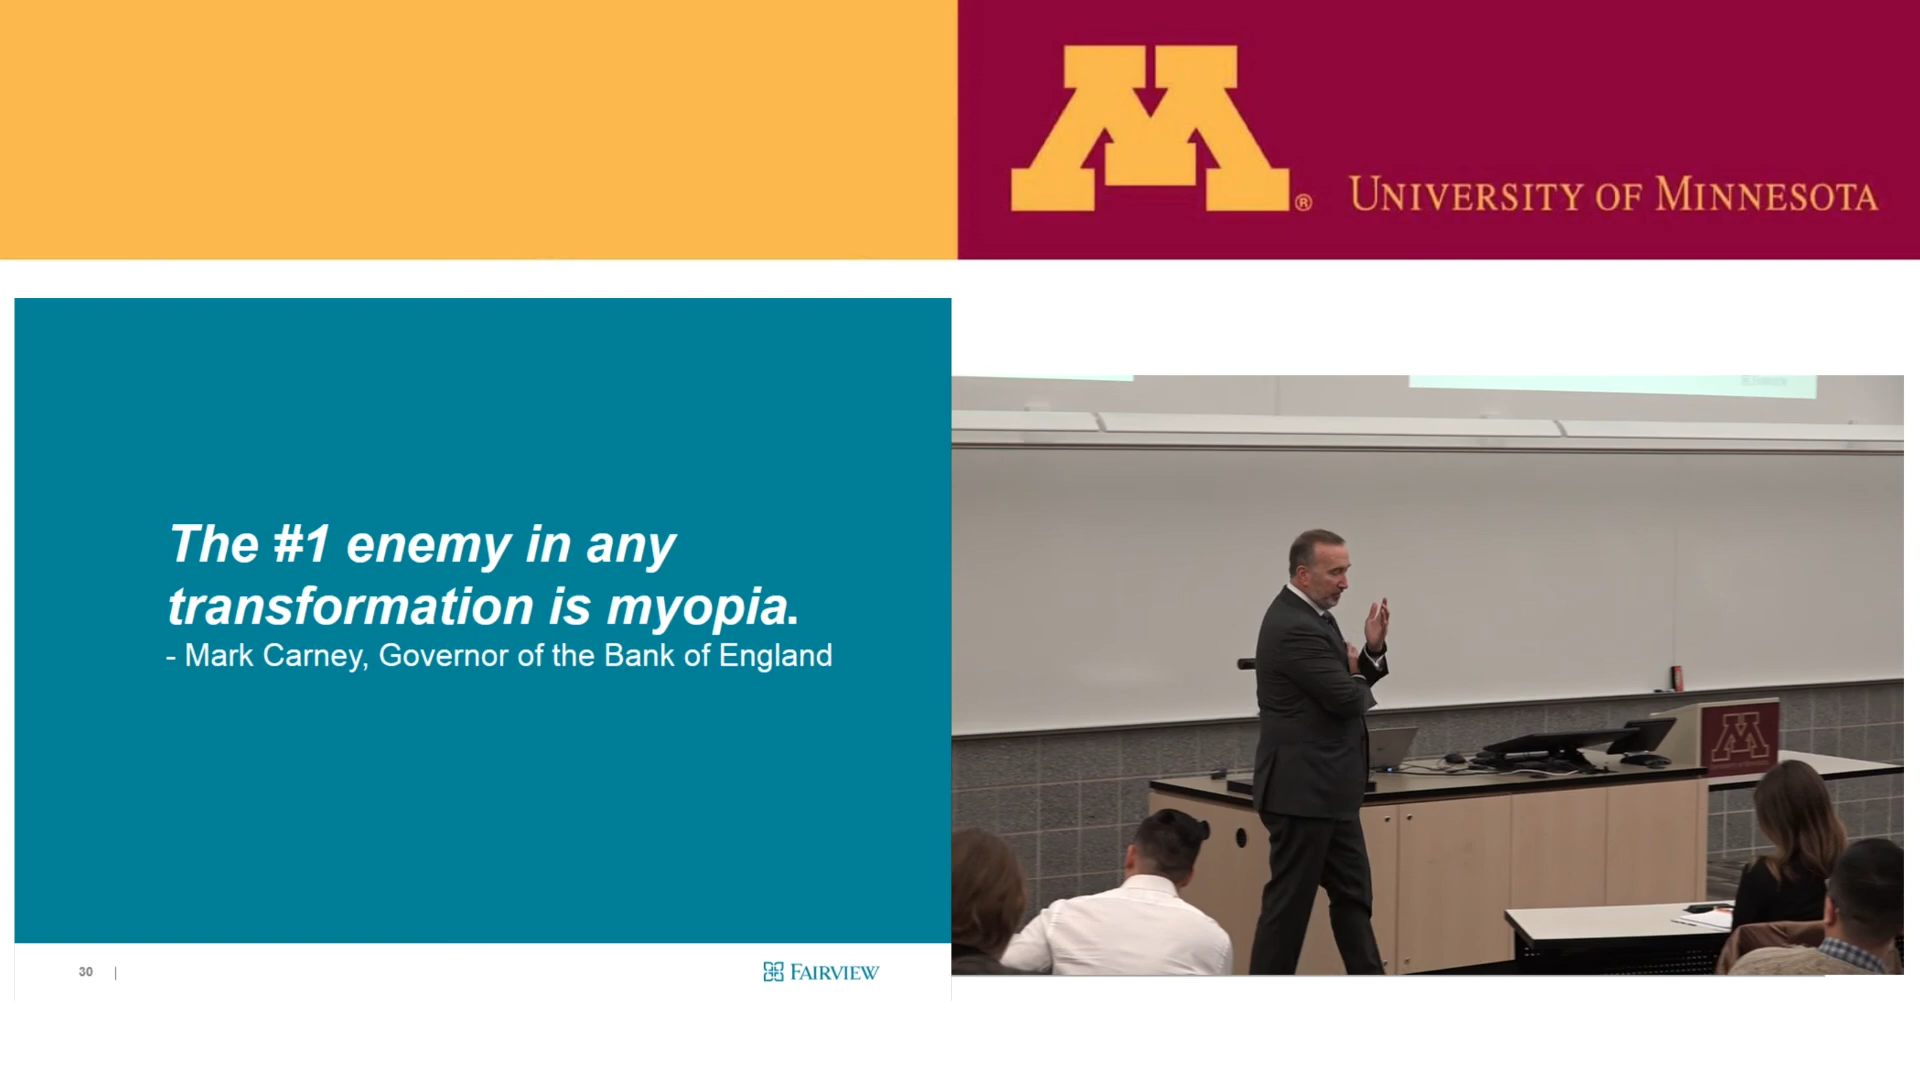 ®
UNIVERSITY OF MINNESOTA
The #1 enemy in any
transformation is myopia.
- Mark Carney, Governor of the Bank of England
30 |
FAIRVIEW